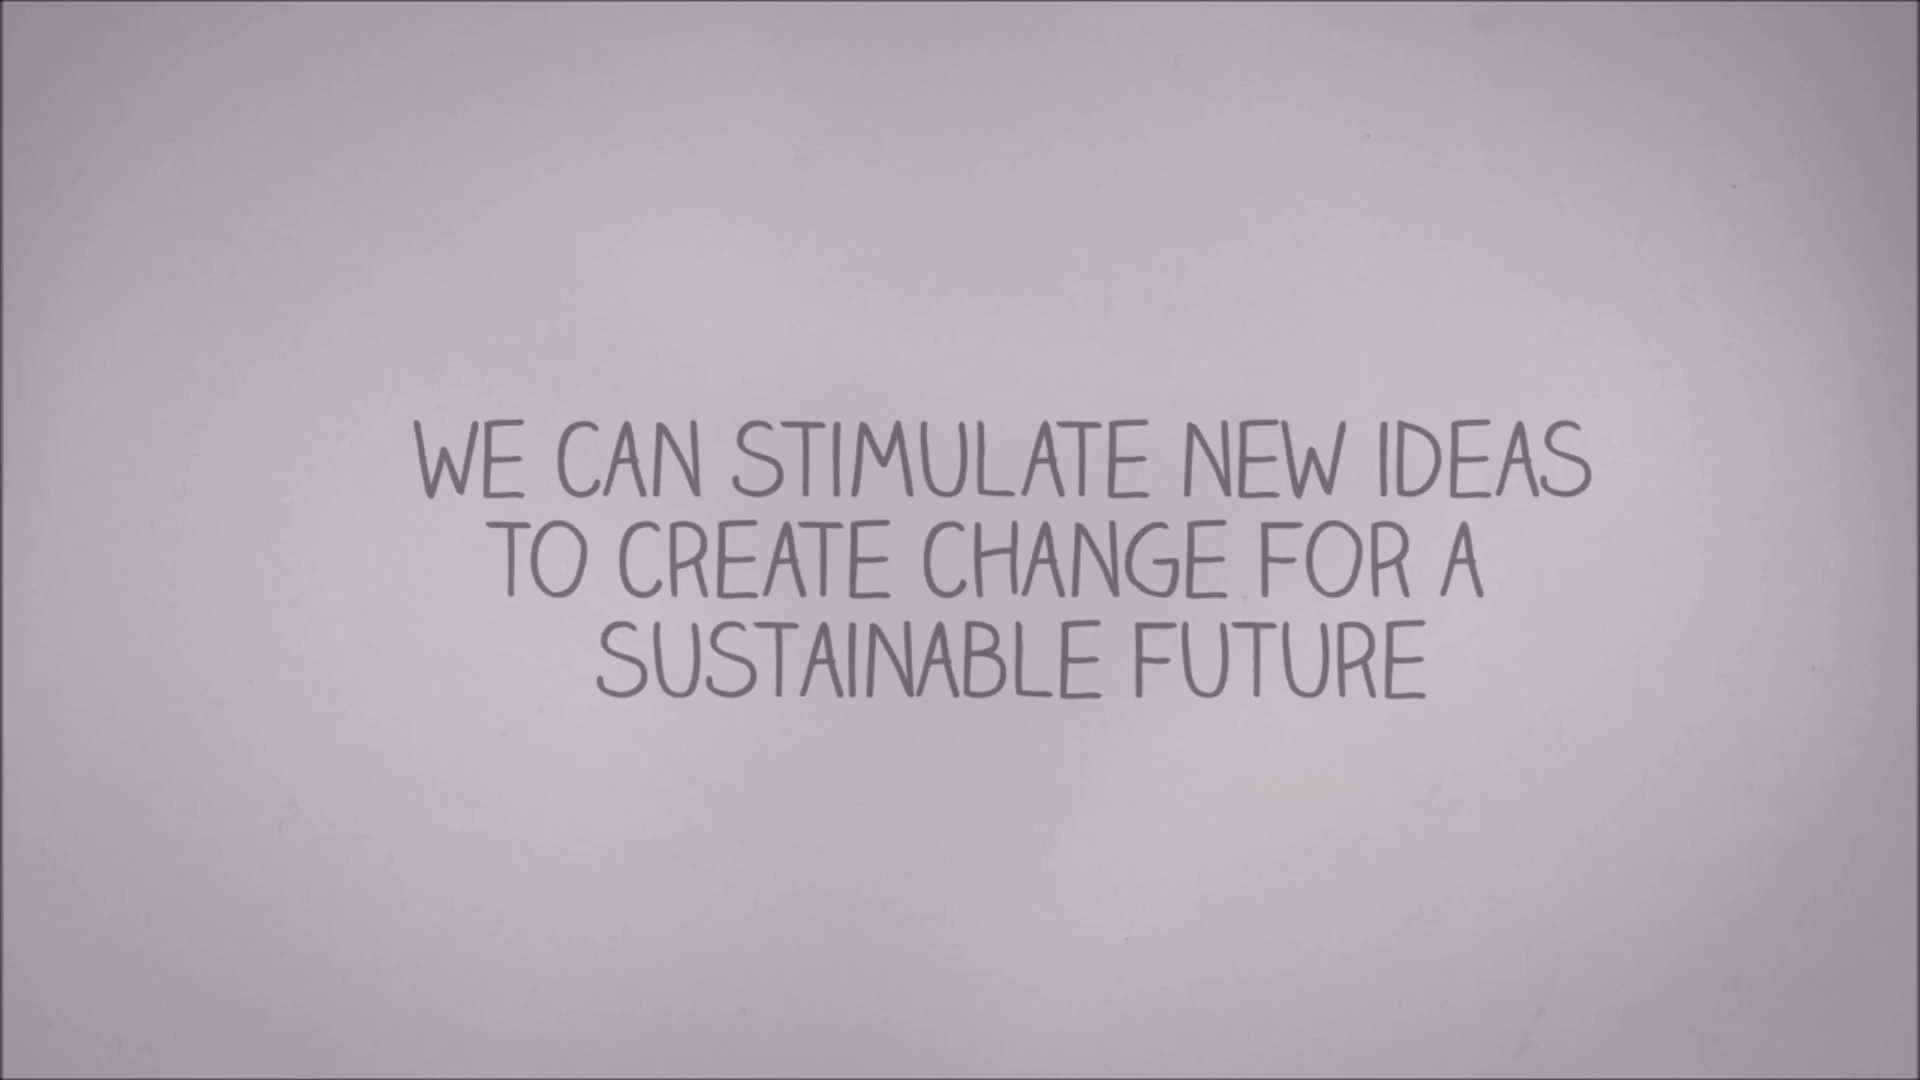 WE CAN STIMULATE NEW IDEAS
TO CREATE CHANGE FOR A
SUSTAINABLE FUTURE